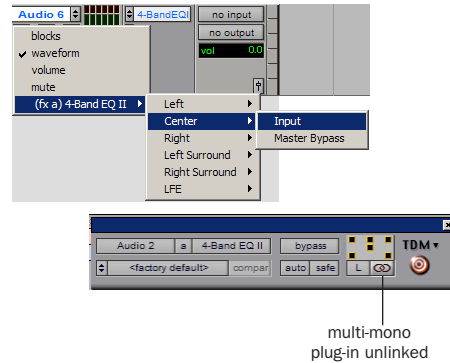 Audio 6 4-BandEQI no input
no output
vol 0.0
blocks
waveform
volume
mute
(fx a) 4-Band EQ II
Left
Center
Right
Left Surround
Right Surround
LFE
Input
Master Bypass
Audio 2 a 4-Band EQ II bypass TDM
<factory default> compar auto safe L
multi-mono
plug-in unlinked